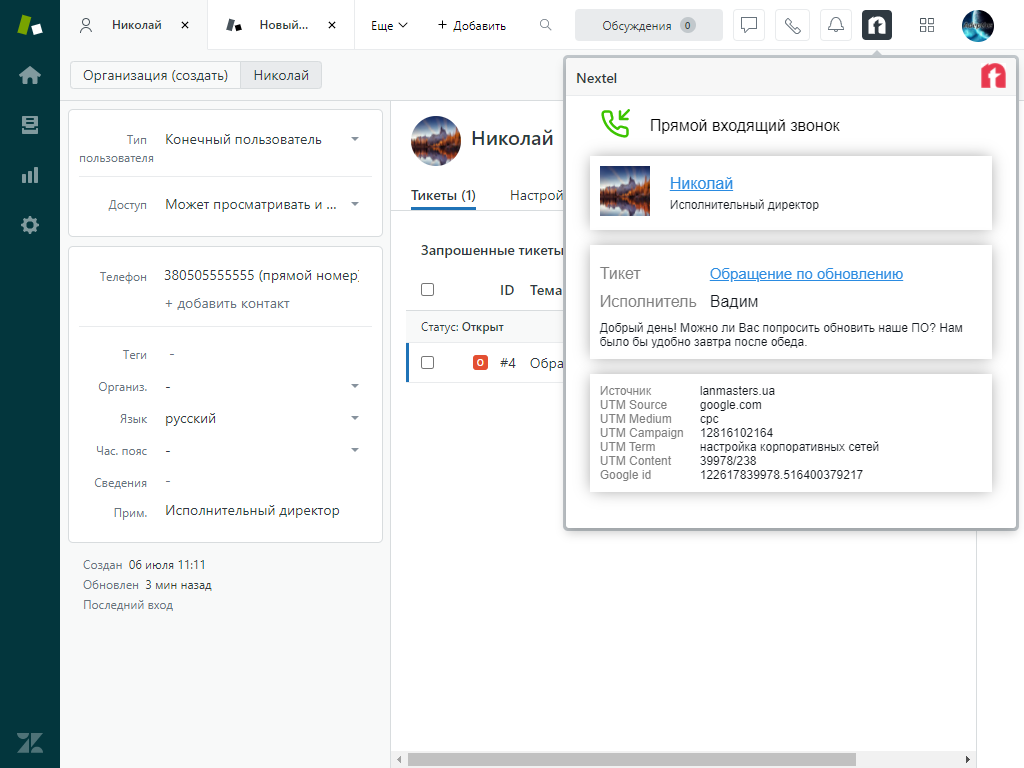 Николай
Новый...
Еще
+ Добавить
Обсуждения 0
Организация (создать)
Николай
Тип пользователя
Конечный пользователь
Доступ
Может просматривать и ...
Телефон
380505555555 (прямой номер)
+ добавить контакт
Теги
-
Организ.
-
Язык
русский
Час. пояс
-
Сведения
-
Прим.
Исполнительный директор
Создан 06 июля 11:11
Обновлен 3 мин назад
Последний вход
Николай
Тикеты (1)
Настрой
Запрошенные тикеты
ID
Тема
Статус: Открыт
O
#4
Обра
Nextel
Прямой входящий звонок
Николай
Исполнительный директор
Тикет
Обращение по обновлению
Исполнитель
Вадим
Добрый день! Можно ли Вас попросить обновить наше ПО? Нам
было бы удобно завтра после обеда.
Источник lanmasters.ua
UTM Source google.com
UTM Medium cpc
UTM Campaign 12816102164
UTM Term настройка корпоративных сетей
UTM Content 39978/238
Google id 122617839978.516400379217